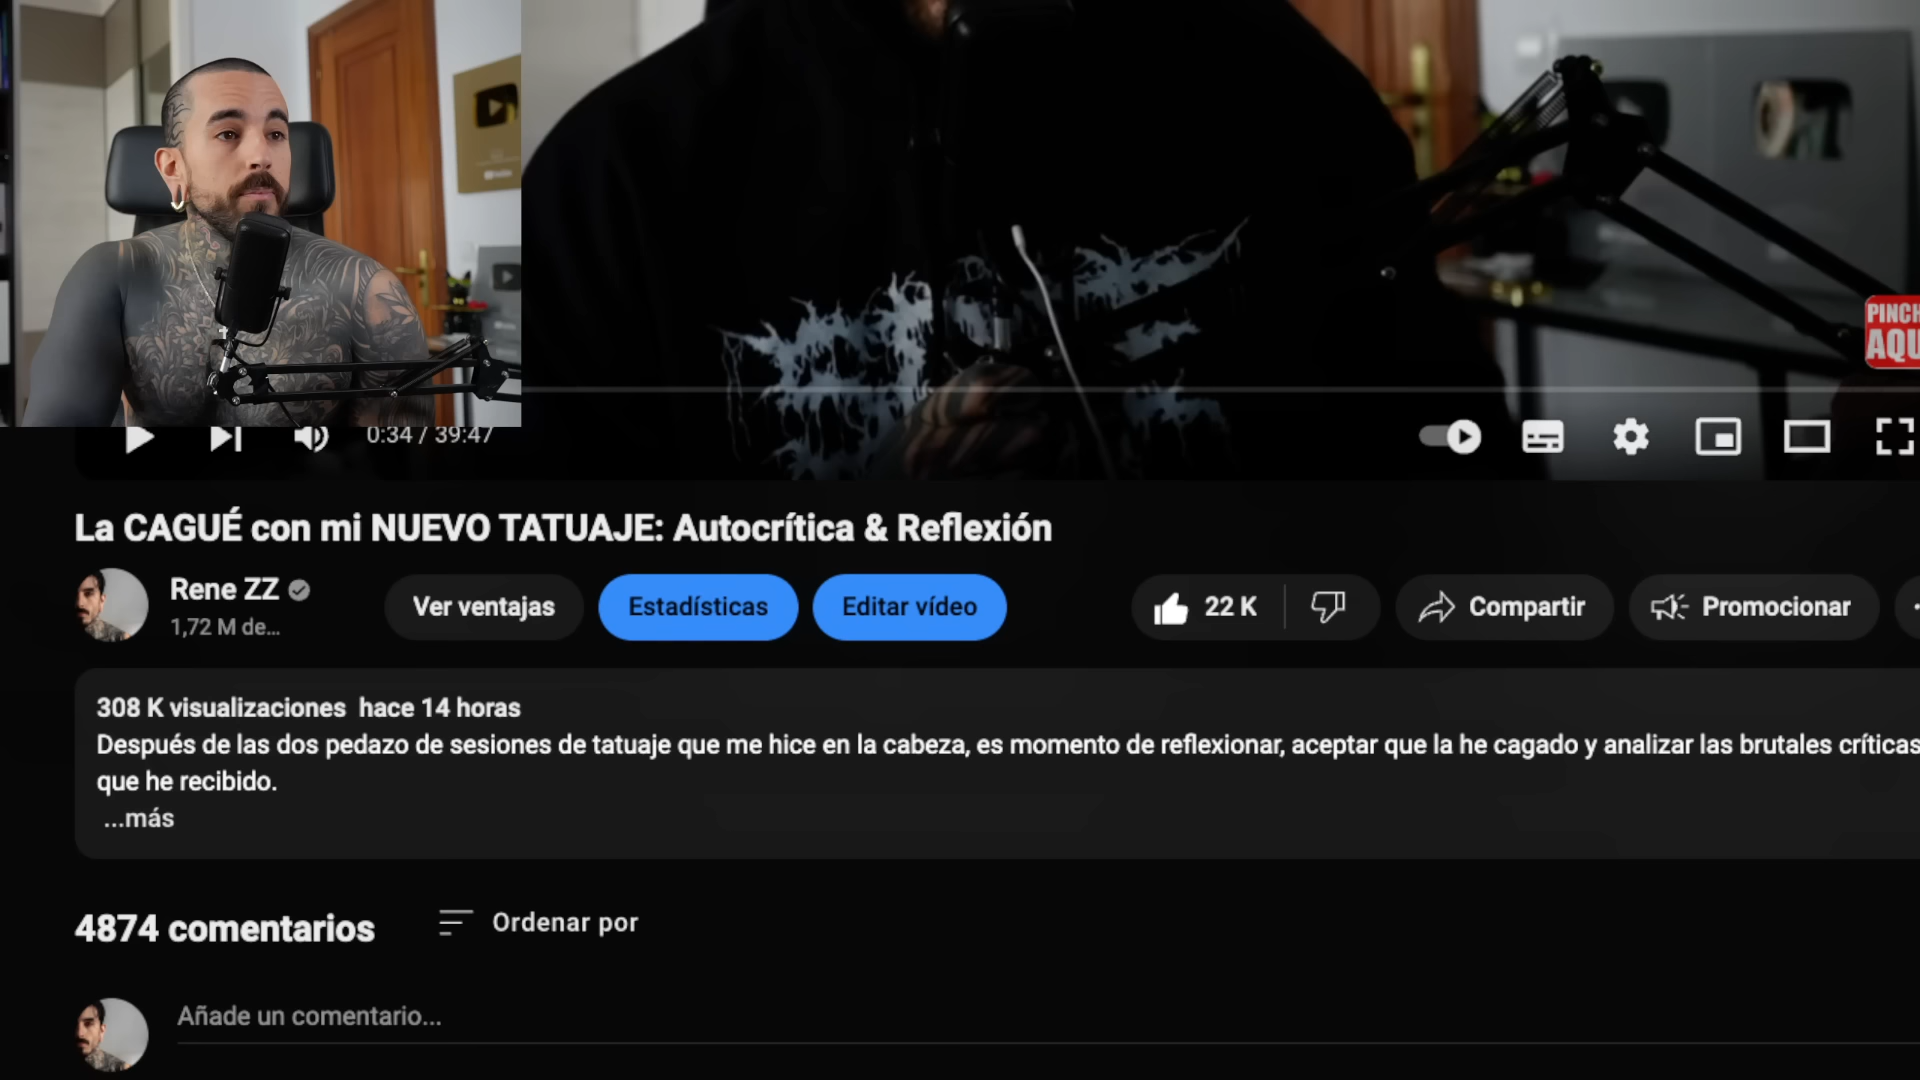 PINCH
AQU
0:34 / 39:47
La CAGUÉ con mi NUEVO TATUAJE: Autocrítica & Reflexión
Rene ZZ
1,72 M de...
Ver ventajas
Estadísticas
Editar vídeo
22 K
Compartir
Promocionar
308 K visualizaciones hace 14 horas
Después de las dos pedazo de sesiones de tatuaje que me hice en la cabeza, es momento de reflexionar, aceptar que la he cagado y analizar las brutales críticas
que he recibido.
...más
4874 comentarios
Ordenar por
Añade un comentario...